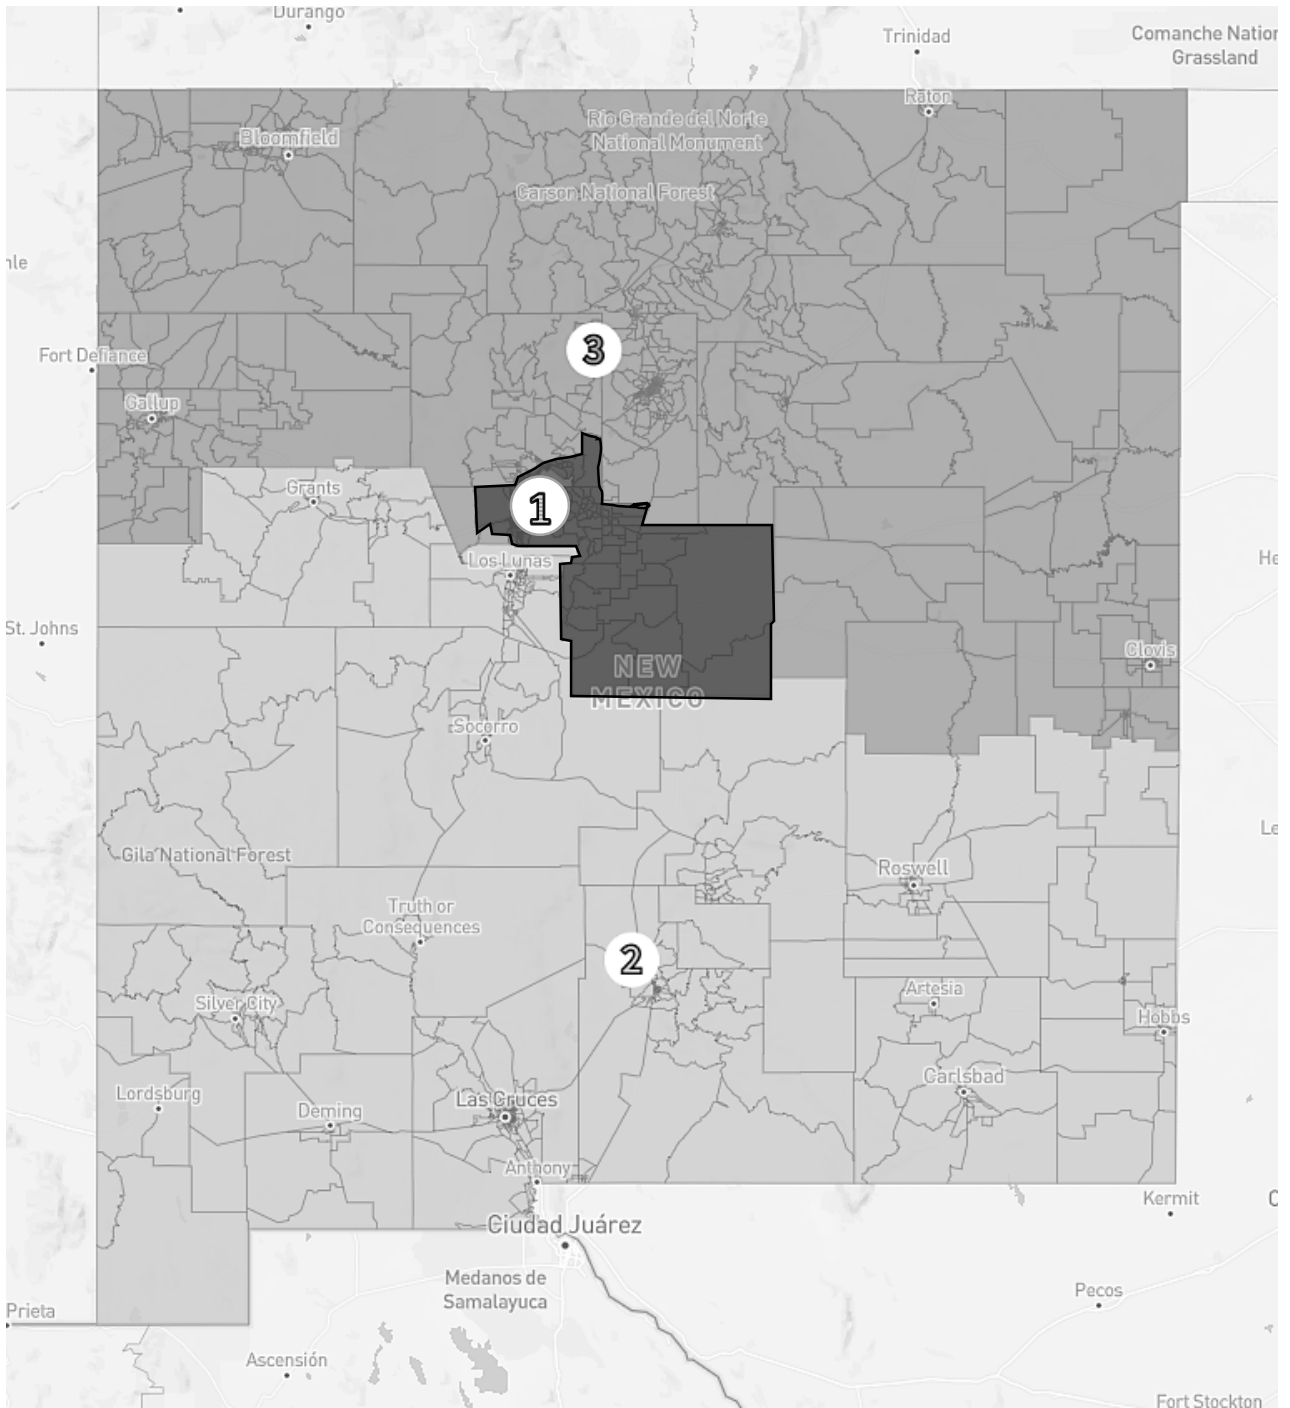 Durango
Trinidad
Comanche Nation
Grassland
Raton
Rio Grande del Norte
National Monument
Bloomfield
Carson National Forest
nle
3
Fort Defiance
Gallup
Grants
1
Los Lunas
He
St. Johns
Clovis
NEW
MEXICO
Socorro
Le
Gila National Forest
Roswell
Truth or
Consequences
2
Silver City
Artesia
Hobbs
Carlsbad
Lordsburg
Las Cruces
Deming
Anthony
Kermit
Ciudad Juárez
Medanos de
Samalayuca
Pecos
Prieta
Ascensión
Fort Stockton